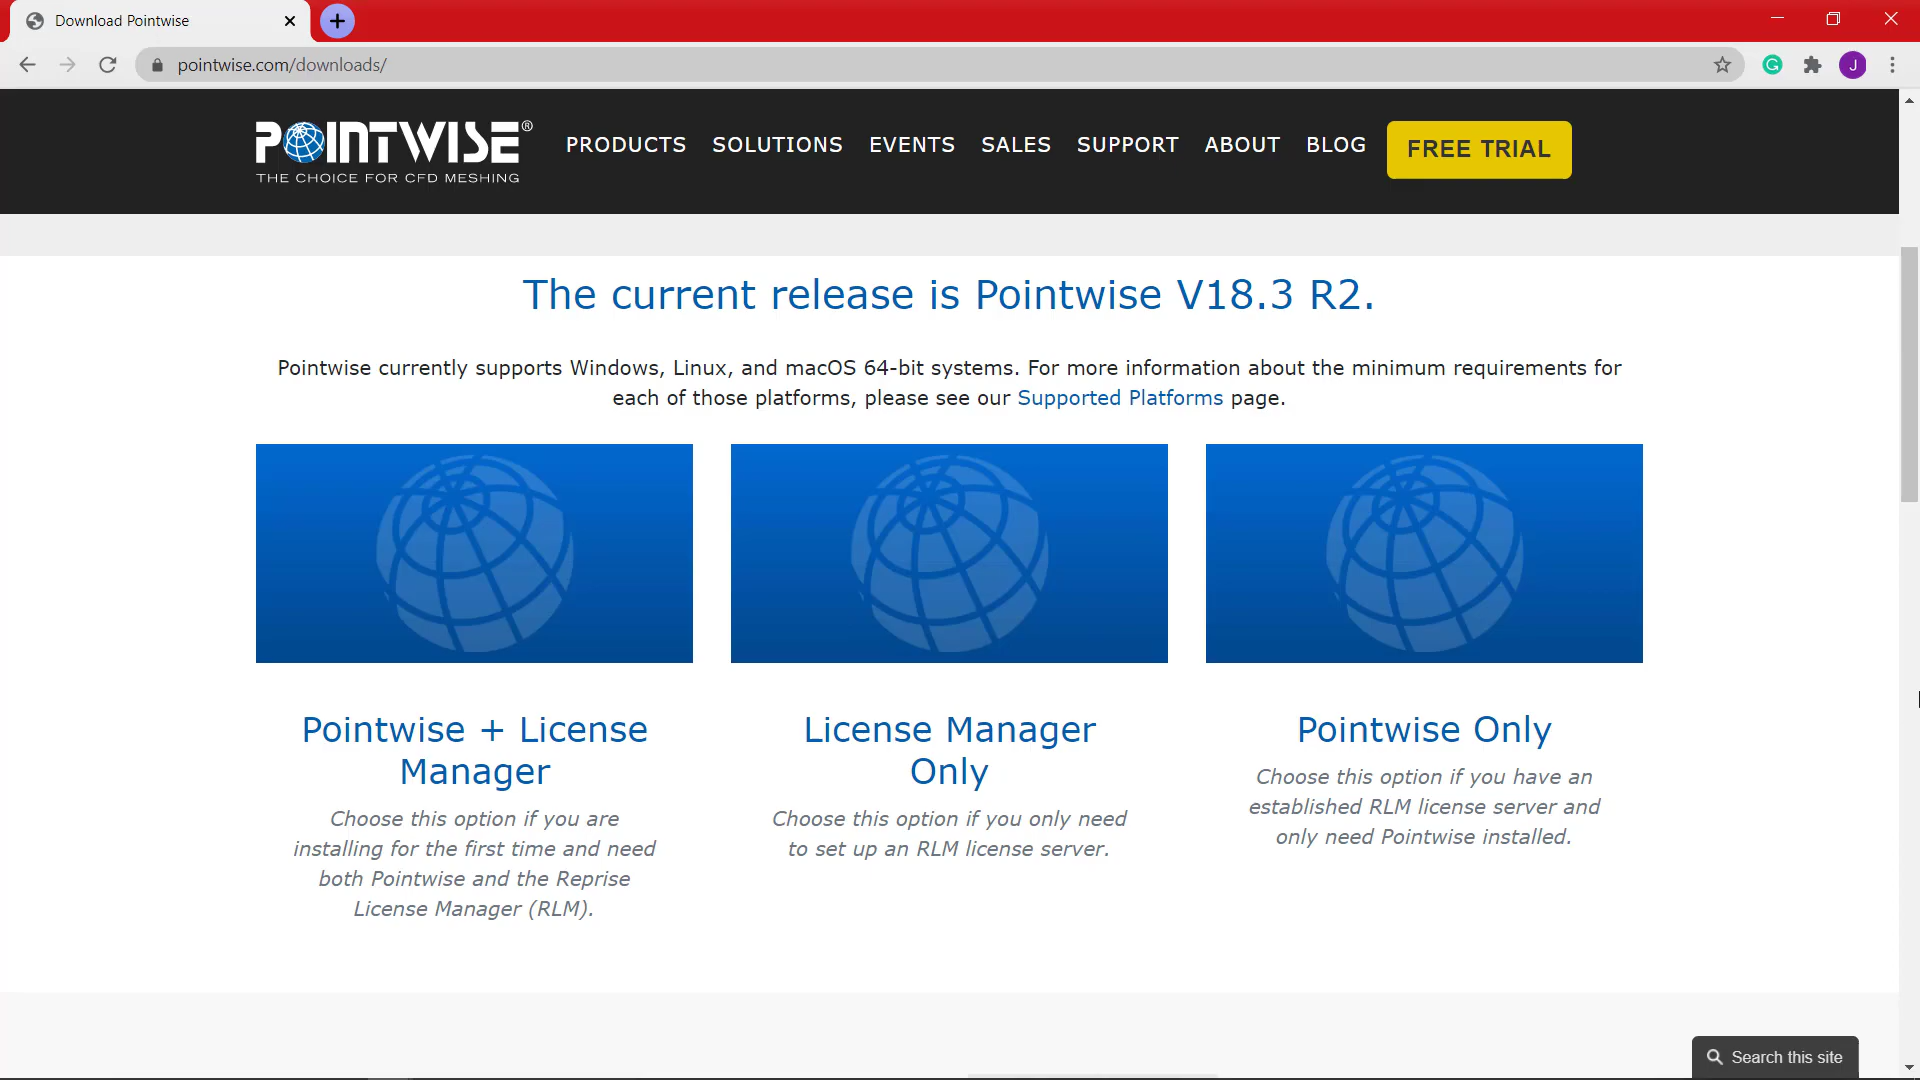 Download Pointwise
pointwise.com/downloads/
J
POINTWISE®
THE CHOICE FOR CFD MESHING
PRODUCTS SOLUTIONS EVENTS SALES SUPPORT ABOUT BLOG FREE TRIAL
The current release is Pointwise V18.3 R2.
Pointwise currently supports Windows, Linux, and macOS 64-bit systems. For more information about the minimum requirements for
each of those platforms, please see our Supported Platforms page.
Pointwise + License
Manager
Choose this option if you are
installing for the first time and need
both Pointwise and the Reprise
License Manager (RLM).
License Manager
Only
Choose this option if you only need
to set up an RLM license server.
Pointwise Only
Choose this option if you have an
established RLM license server and
only need Pointwise installed.
Search this site